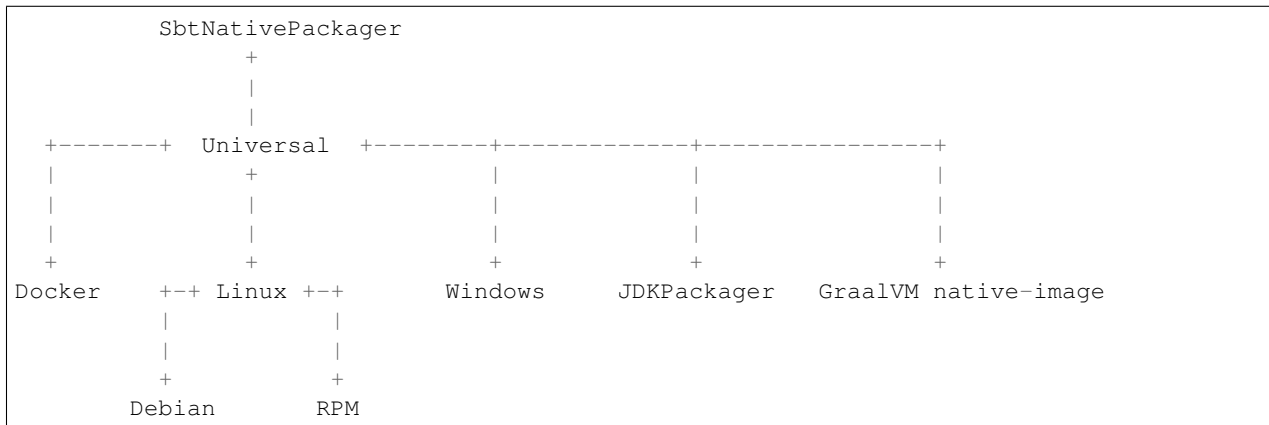 SbtNativePackager
+
|
|
+-------+ Universal +--------+-------------+----------------+
| + | | |
| | | | |
| | | | |
+ + + + +
Docker +-+ Linux +-+ Windows JDKPackager GraalVM native-image
| |
| |
+ +
Debian RPM